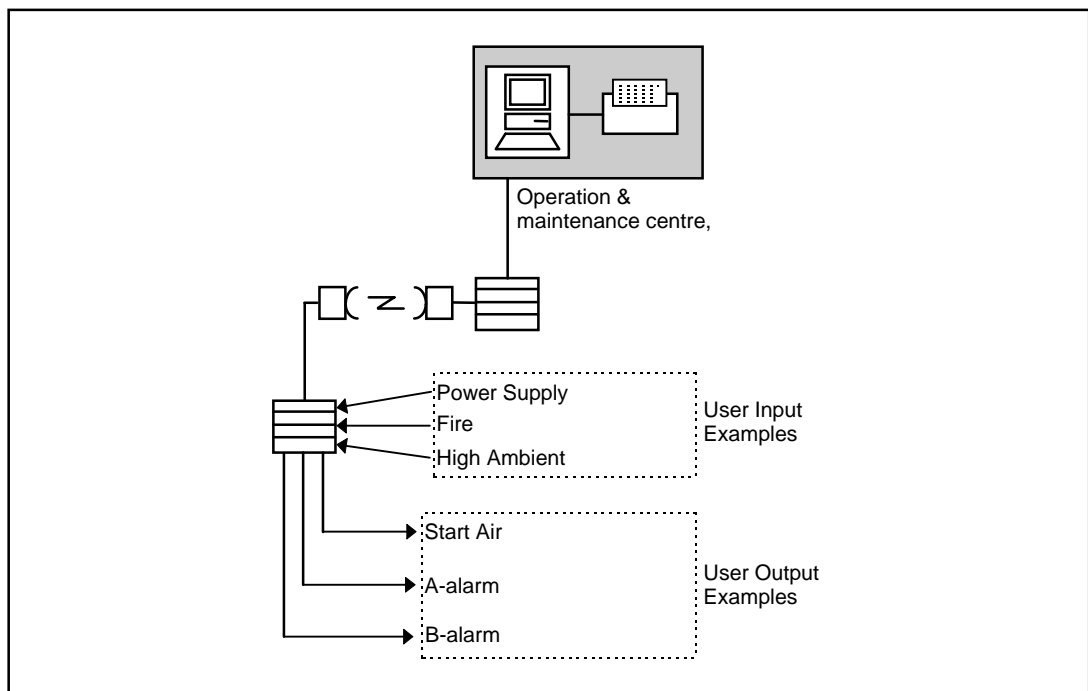 Operation &
maintenance centre,
Power Supply
Fire
High Ambient
User Input
Examples
Start Air
A-alarm
B-alarm
User Output
Examples